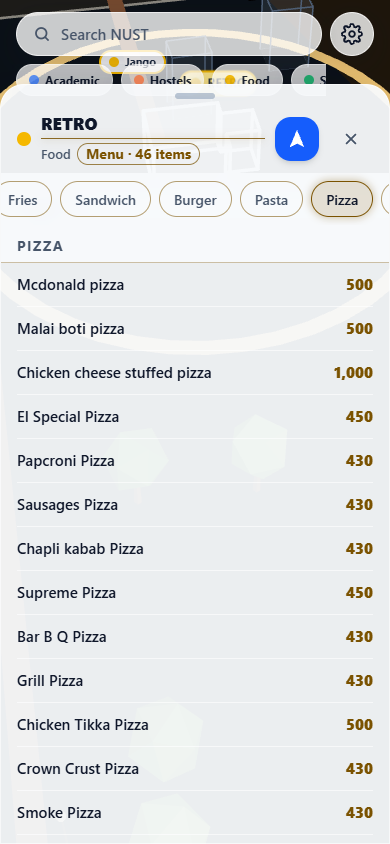 Search NUST
Jango
Academic
Hostels
Food
S
RETRO
Food
Menu · 46 items
Fries
Sandwich
Burger
Pasta
Pizza
PIZZA
Mcdonald pizza 500
Malai boti pizza 500
Chicken cheese stuffed pizza 1,000
El Special Pizza 450
Papcroni Pizza 430
Sausages Pizza 430
Chapli kabab Pizza 430
Supreme Pizza 450
Bar B Q Pizza 430
Grill Pizza 430
Chicken Tikka Pizza 500
Crown Crust Pizza 430
Smoke Pizza 430